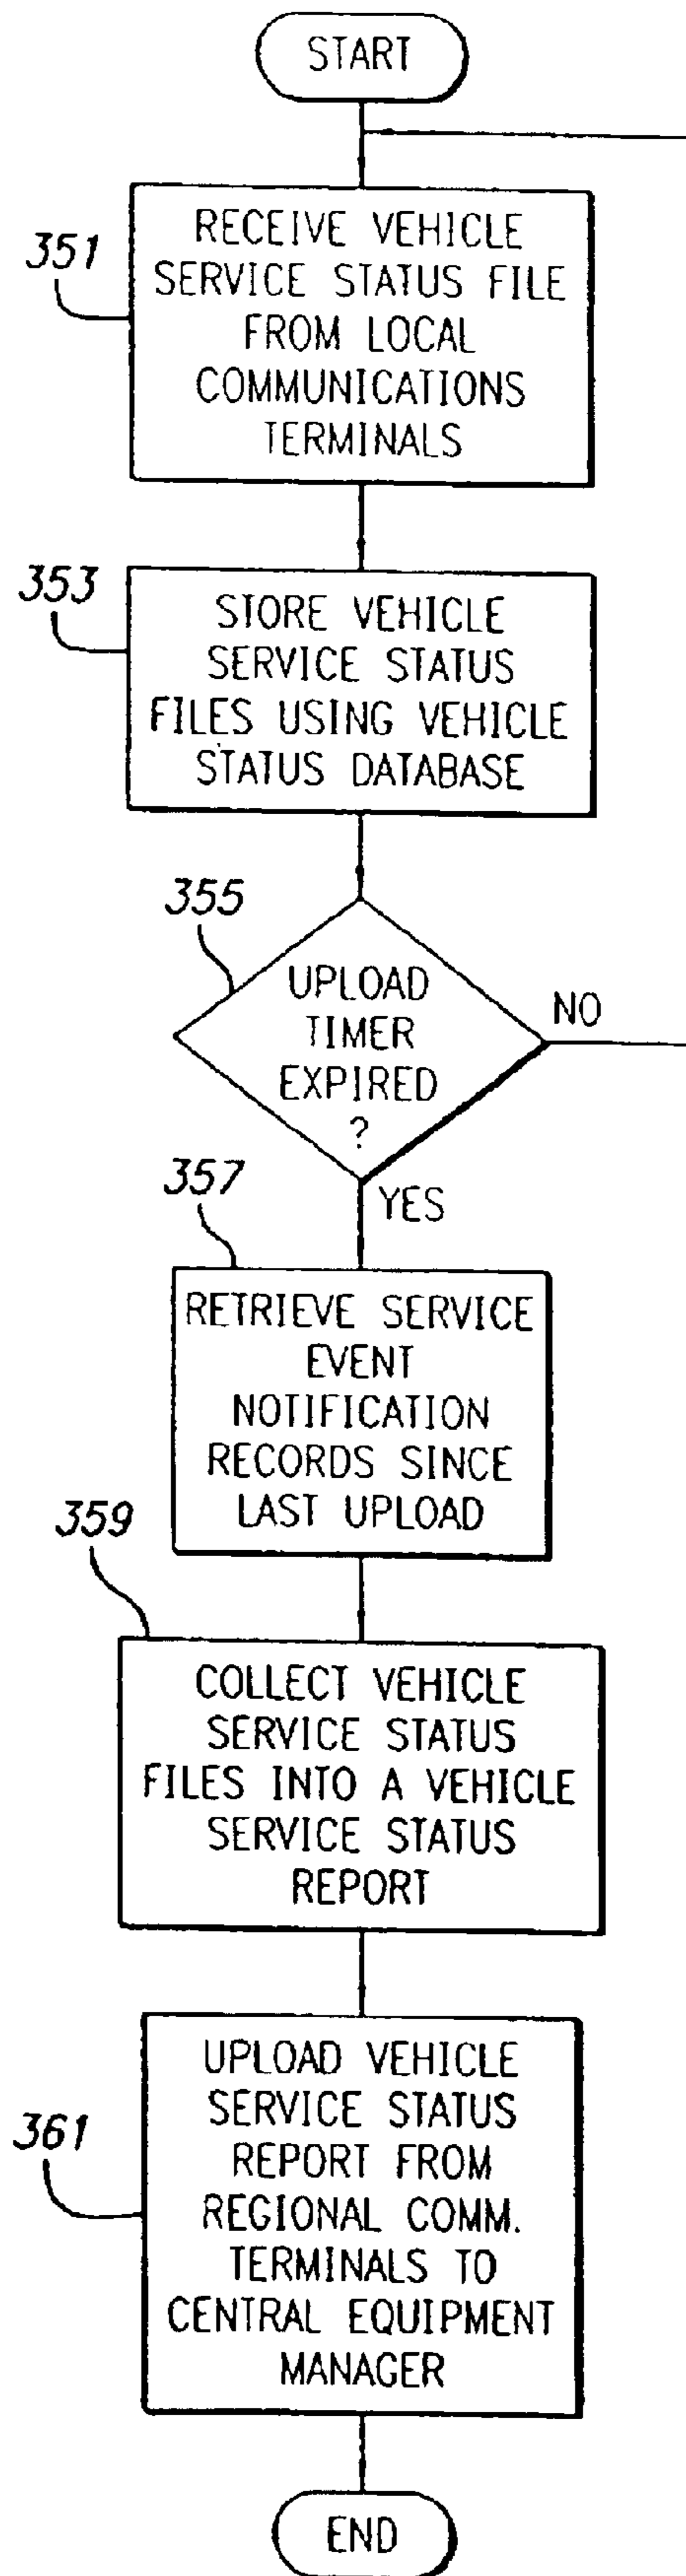 START
351
RECEIVE VEHICLE
SERVICE STATUS FILE
FROM LOCAL
COMMUNICATIONS
TERMINALS
353
STORE VEHICLE
SERVICE STATUS
FILES USING VEHICLE
STATUS DATABASE
355
UPLOAD
TIMER
EXPIRED
?
NO
YES
357
RETRIEVE SERVICE
EVENT
NOTIFICATION
RECORDS SINCE
LAST UPLOAD
359
COLLECT VEHICLE
SERVICE STATUS
FILES INTO A VEHICLE
SERVICE STATUS
REPORT
361
UPLOAD VEHICLE
SERVICE STATUS
REPORT FROM
REGIONAL COMM.
TERMINALS TO
CENTRAL EQUIPMENT
MANAGER
END